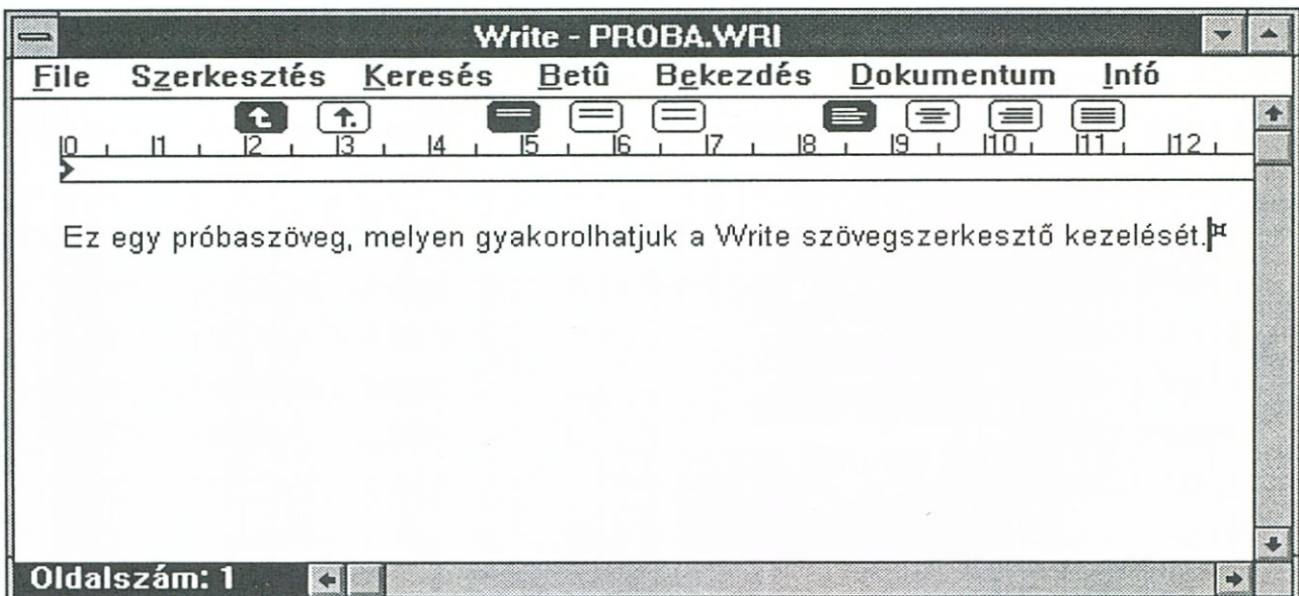 Write - PROBA.WRI
File Szerkesztés Keresés Betû Bekezdés Dokumentum Infó
0 1 2 3 4 5 6 7 8 9 10 11 12
Ez egy próbaszöveg, melyen gyakorolhatjuk a Write szövegszerkesztő kezelését.¤
Oldalszám: 1